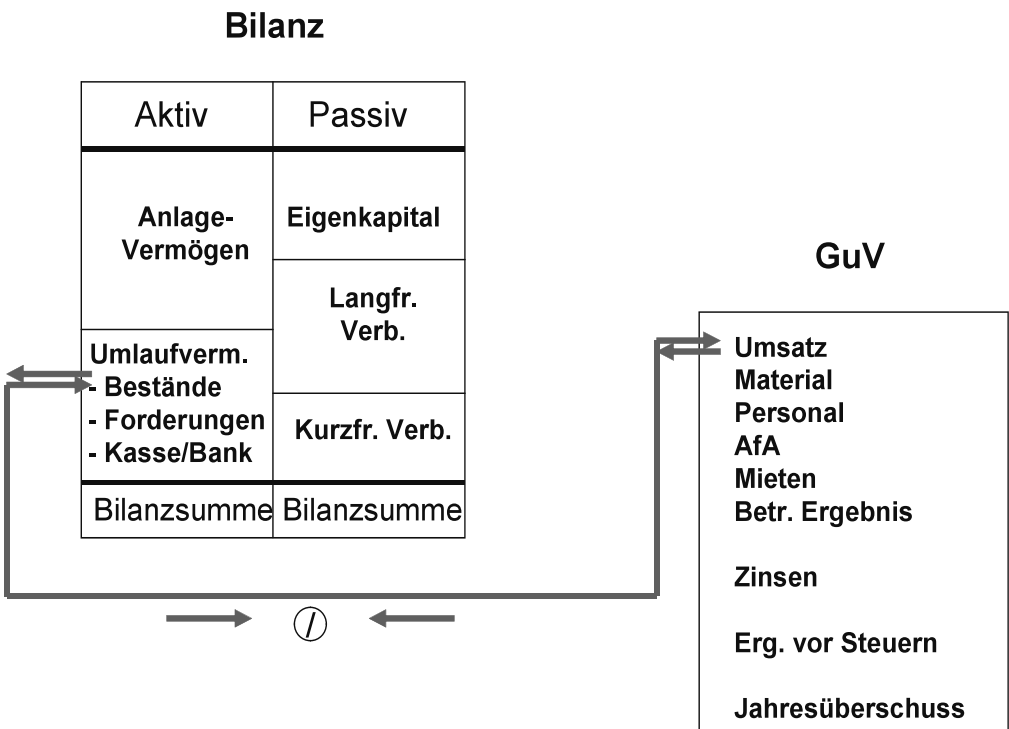 Bilanz
Aktiv
Passiv
Anlage-
Vermögen
Umlaufverm.
- Bestände
- Forderungen
- Kasse/Bank
Bilanzsumme
Eigenkapital
Langfr.
Verb.
Kurzfr. Verb.
Bilanzsumme
/
GuV
Umsatz
Material
Personal
AfA
Mieten
Betr. Ergebnis
Zinsen
Erg. vor Steuern
Jahresüberschuss